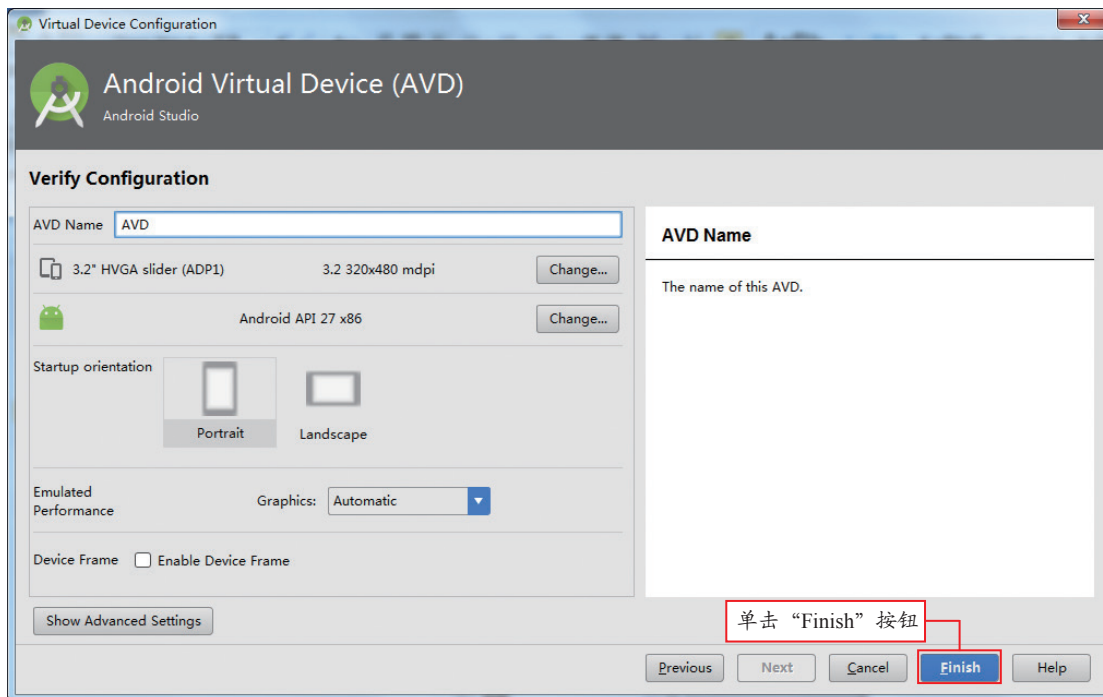 Virtual Device Configuration
Android Virtual Device (AVD)
Android Studio
Verify Configuration
AVD Name AVD
3.2" HVGA slider (ADP1) 3.2 320x480 mdpi Change...
Android API 27 x86 Change...
Startup orientation
Portrait Landscape
Emulated
Performance
Graphics: Automatic
Device Frame Enable Device Frame
Show Advanced Settings
AVD Name
The name of this AVD.
单击“Finish”按钮
Previous Next Cancel Finish Help